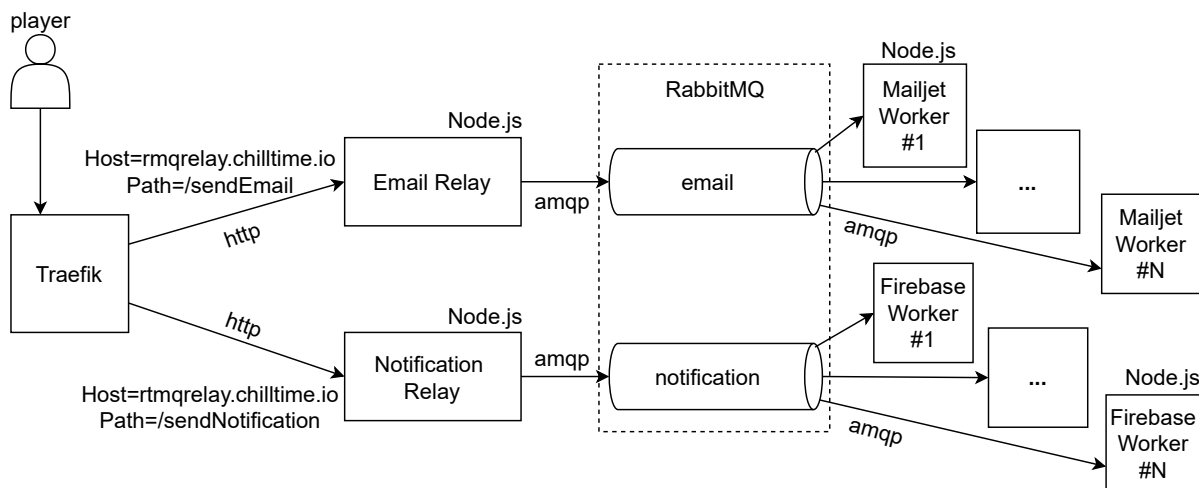 player
Node.js
RabbitMQ
Mailjet
Worker
#1
Node.js
Host=rmqrelay.chilltime.io
Path=/sendEmail
Email Relay
email
...
amqp
http
amqp
Mailjet
Worker
#N
Traefik
Firebase
Worker
#1
http
Node.js
Notification
Relay
amqp
notification
...
Node.js
Host=rtmqrelay.chilltime.io
Path=/sendNotification
amqp
Firebase
Worker
#N